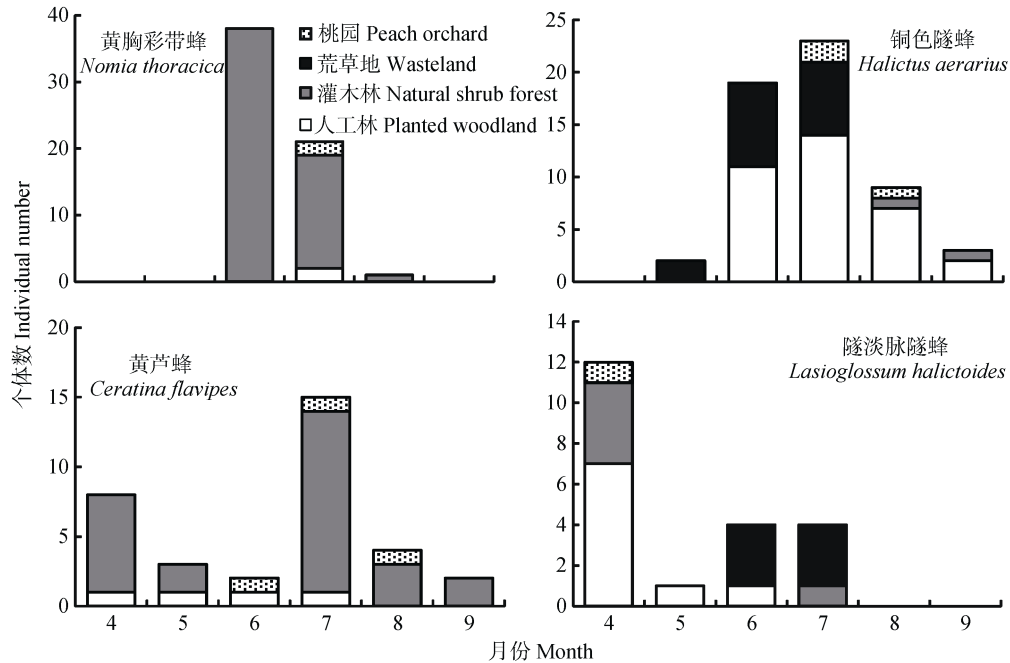 40
30
20
10
0
黄胸彩带蜂
Nomia thoracica
桃园 Peach orchard
荒草地 Wasteland
灌木林 Natural shrub forest
人工林 Planted woodland
25
20
15
10
5
0
铜色隧蜂
Halictus aerarius
个体数 Individual number
20
15
10
5
0
黄芦蜂
Ceratina flavipes
4 5 6 7 8 9
14
12
10
8
6
4
2
0
隧淡脉隧蜂
Lasioglossum halictoides
4 5 6 7 8 9
月份 Month